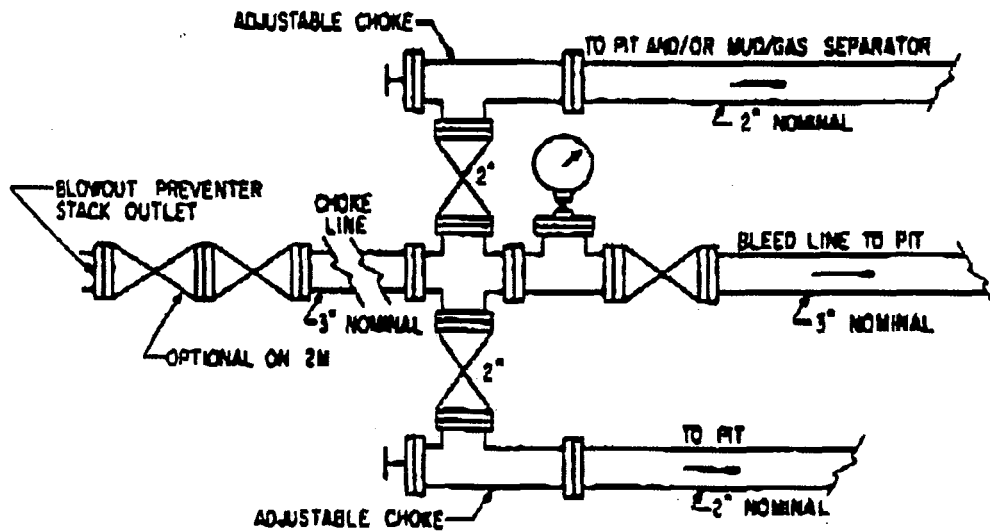 ADJUSTABLE CHOKE
TO PIT AND/OR MUD/GAS SEPARATOR
2" NOMINAL
2"
BLOWOUT PREVENTER
STACK OUTLET
CHOKE
LINE
BLEED LINE TO PIT
3" NOMINAL
3" NOMINAL
OPTIONAL ON 2M
2"
TO PIT
2" NOMINAL
ADJUSTABLE CHOKE